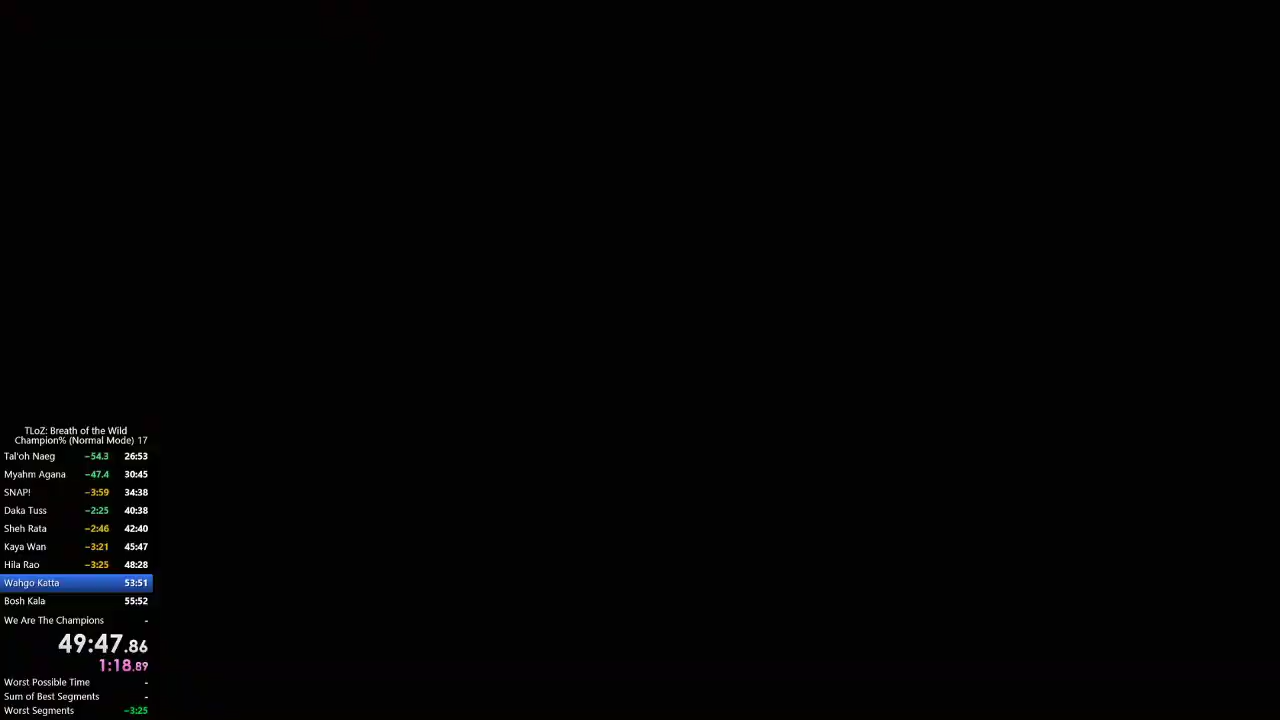 TLoZ: Breath of the Wild
Champion% (Normal Mode) 17
Tal'oh Naeg −54.3 26:53
Myahm Agana −47.4 30:45
SNAP! −3:59 34:38
Daka Tuss −2:25 40:38
Sheh Rata −2:46 42:40
Kaya Wan −3:21 45:47
Hila Rao −3:25 48:28
Wahgo Katta 53:51
Bosh Kala 55:52
We Are The Champions -
49:47.86
1:18.89
Worst Possible Time -
Sum of Best Segments -
Worst Segments −3:25